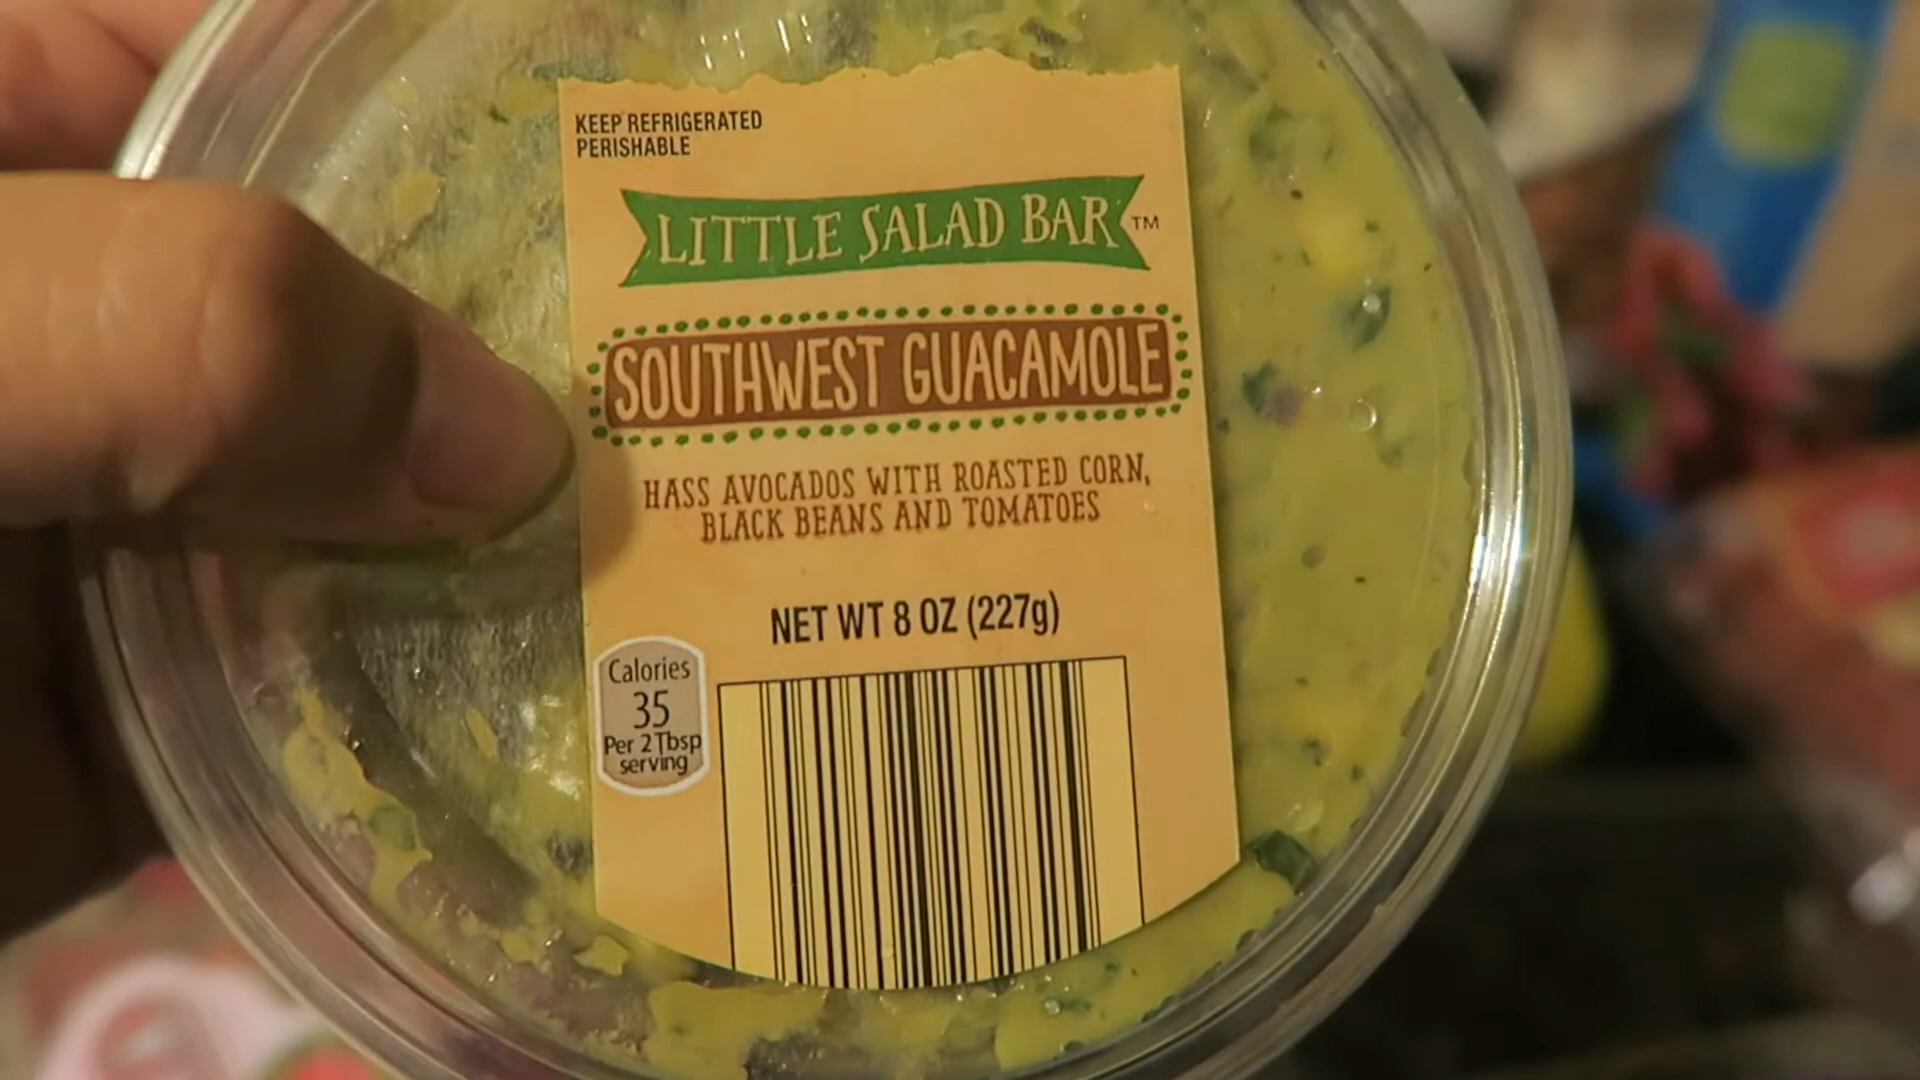 KEEP REFRIGERATED
PERISHABLE
LITTLE SALAD BAR™
SOUTHWEST GUACAMOLE
HASS AVOCADOS WITH ROASTED CORN,
BLACK BEANS AND TOMATOES
NET WT 8 OZ (227g)
Calories
35
Per 2 Tbsp
serving